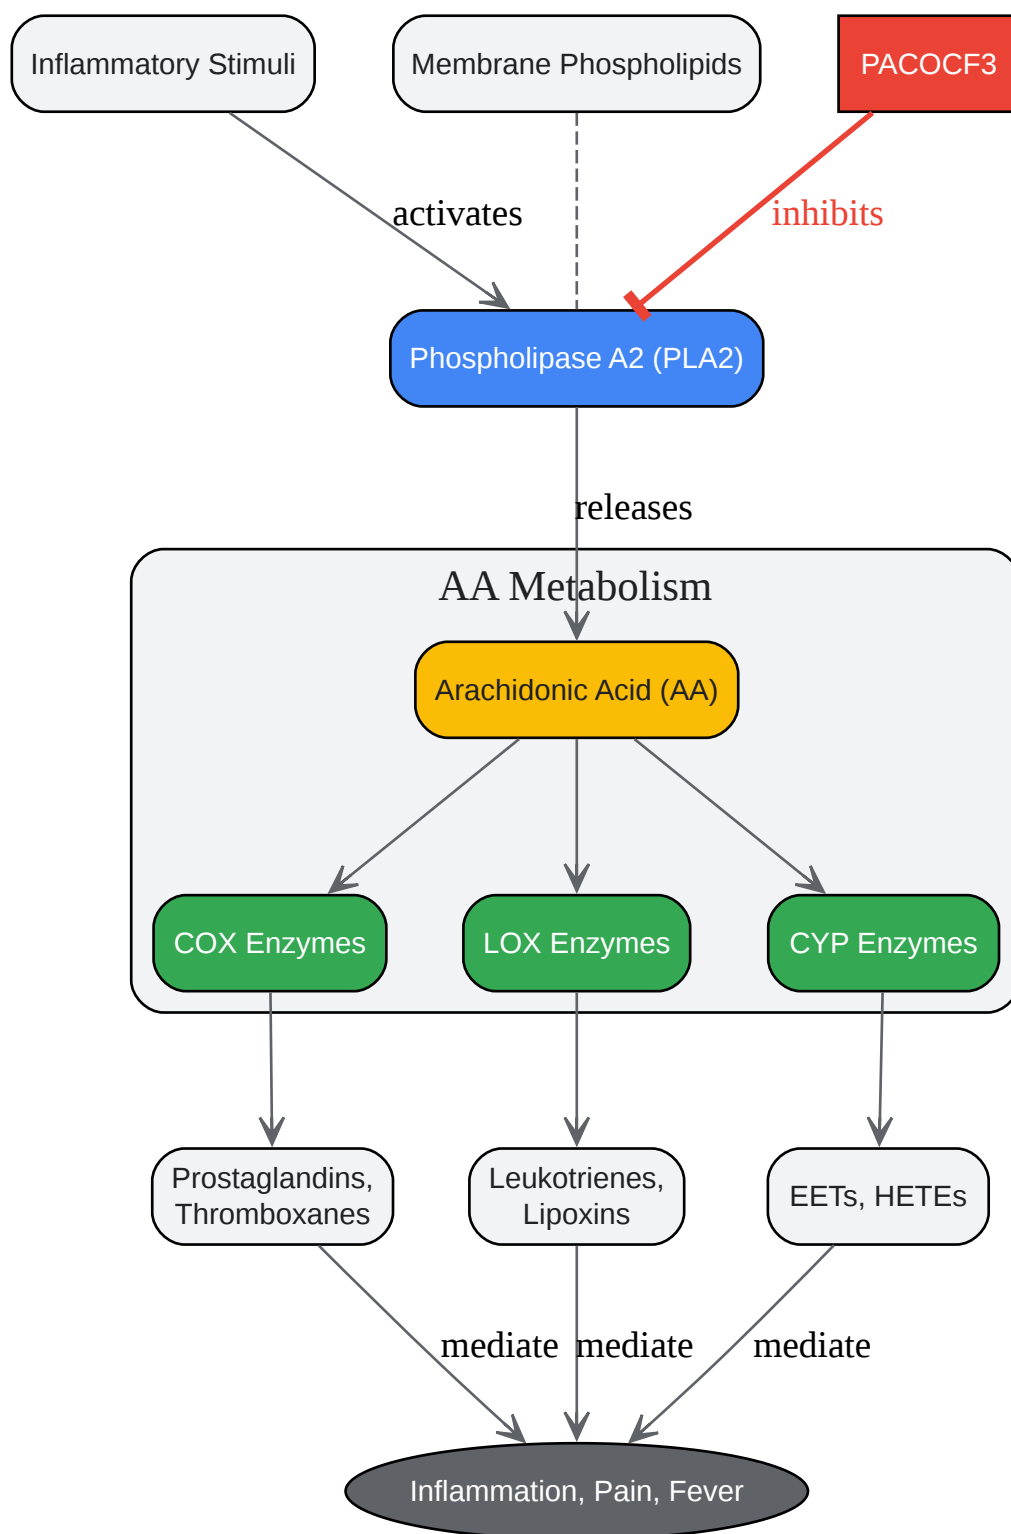 Inflammatory Stimuli
Membrane Phospholipids
PACOCF3
activates
inhibits
Phospholipase A2 (PLA2)
releases
AA Metabolism
Arachidonic Acid (AA)
COX Enzymes
LOX Enzymes
CYP Enzymes
Prostaglandins,
Thromboxanes
Leukotrienes,
Lipoxins
EETs, HETEs
mediate
mediate
mediate
Inflammation, Pain, Fever